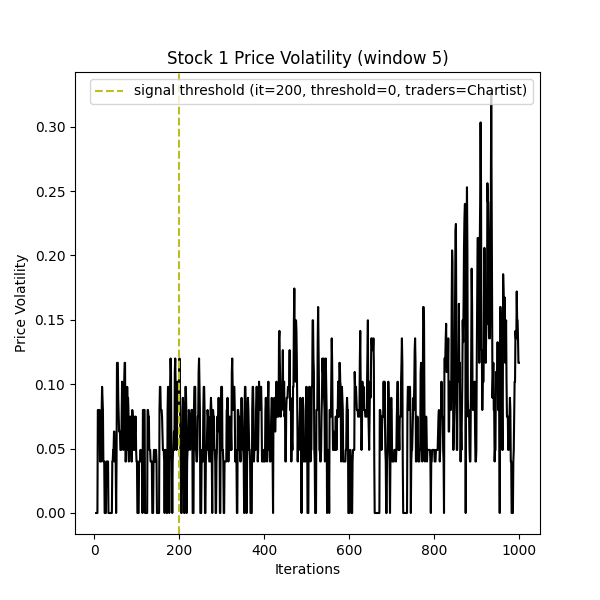 Stock 1 Price Volatility (window 5)
signal threshold (it=200, threshold=0, traders=Chartist)
Price Volatility
0.30
0.25
0.20
0.15
0.10
0.05
0.00
0 200 400 600 800 1000
Iterations